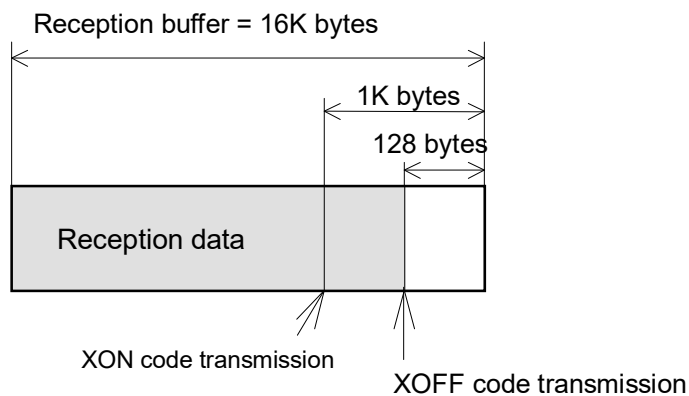 Reception buffer = 16K bytes
1K bytes
128 bytes
Reception data
XON code transmission
XOFF code transmission